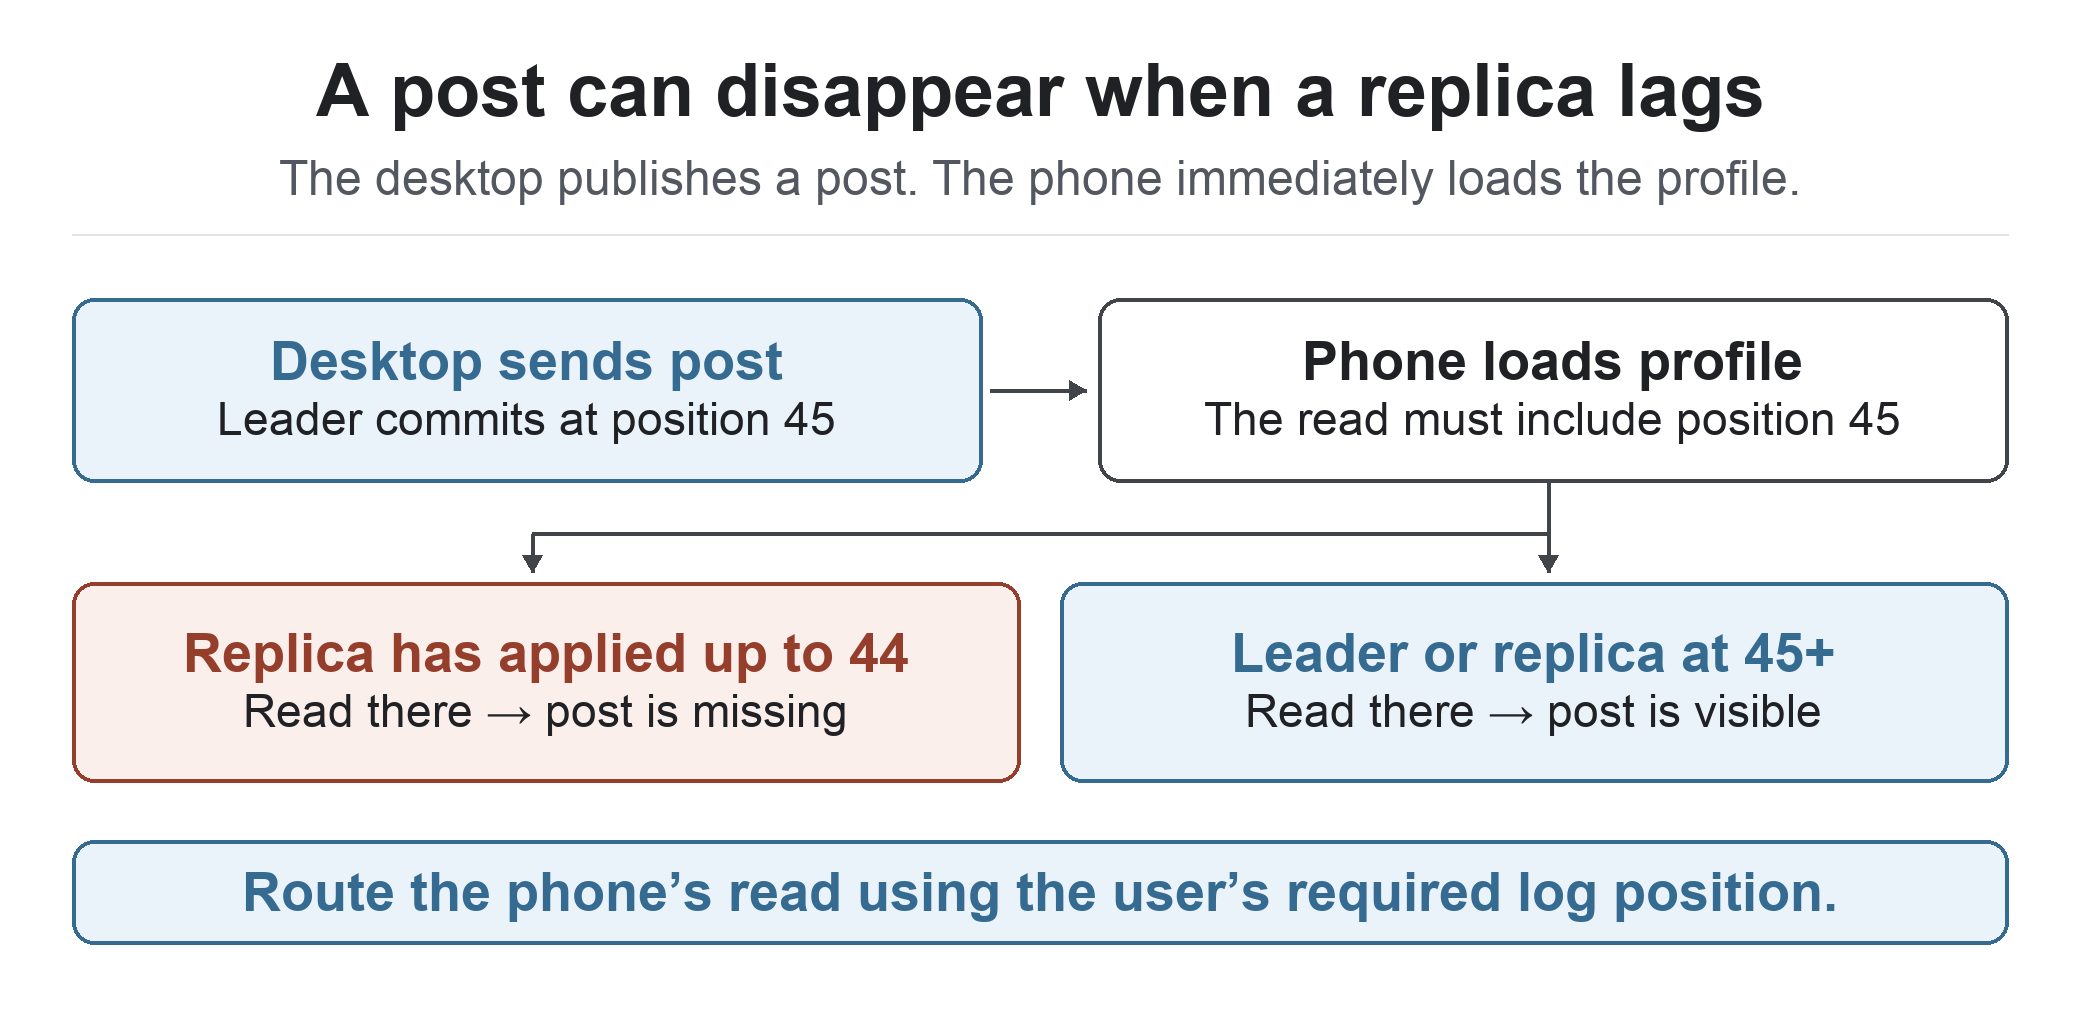 A post can disappear when a replica lags
The desktop publishes a post. The phone immediately loads the profile.
Desktop sends post
Leader commits at position 45
Phone loads profile
The read must include position 45
Replica has applied up to 44
Read there → post is missing
Leader or replica at 45+
Read there → post is visible
Route the phone’s read using the user’s required log position.